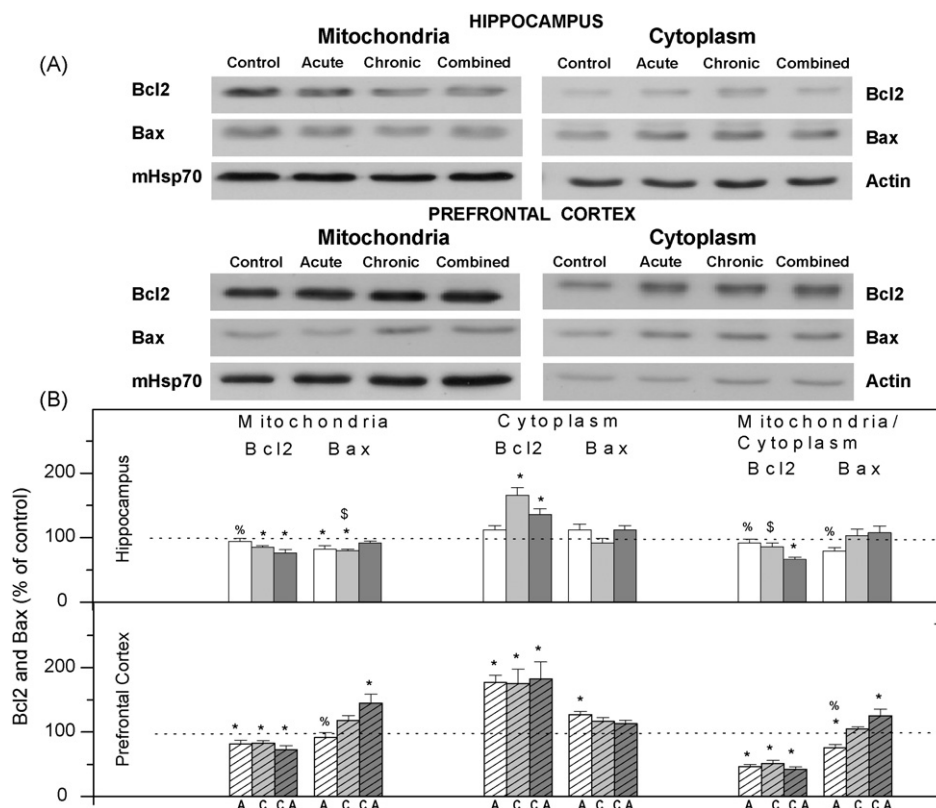 HIPPOCAMPUS
Mitochondria Cytoplasm
(A)
Control Acute Chronic Combined Control Acute Chronic Combined
Bcl2 Bcl2
Bax Bax
mHsp70 Actin
PREFRONTAL CORTEX
Mitochondria Cytoplasm
Control Acute Chronic Combined Control Acute Chronic Combined
Bcl2 Bcl2
Bax Bax
mHsp70 Actin
(B)
Mitochondria Cytoplasm Mitochondria/
Cytoplasm
Bcl2 Bax Bcl2 Bax Bcl2 Bax
Bcl2 and Bax (% of control)
Hippocampus
200
100
0
% * * * $ * * * % $ * %
Prefrontal Cortex
200
100
0
* * * % * * * * * * * * % * *
A C CA A C CA A C CA A C CA A C CA A C CA